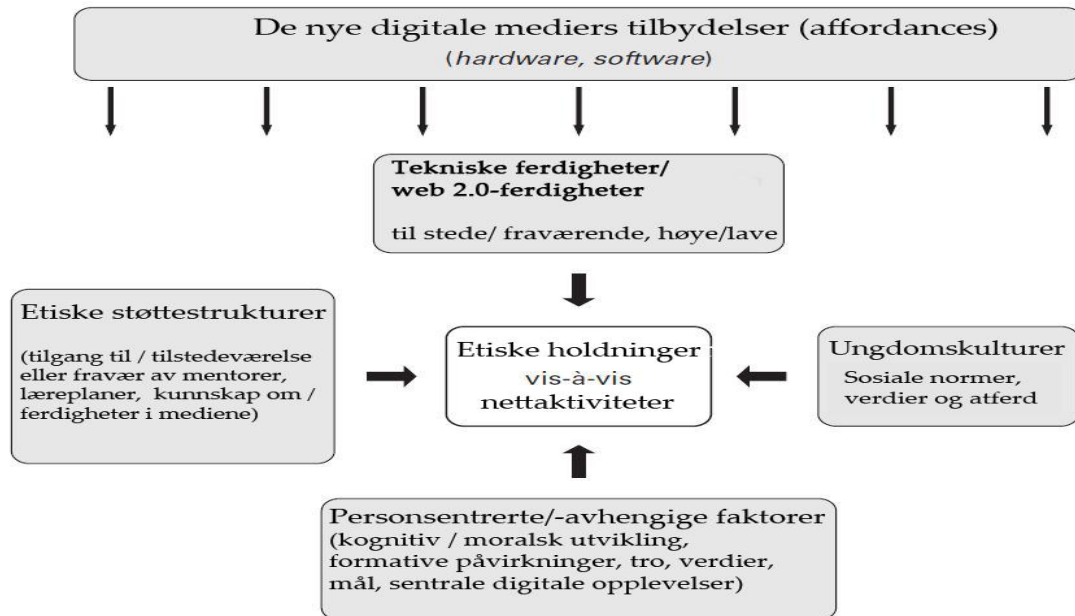 De nye digitale mediers tilbydelser (affordances)
(hardware, software)
Tekniske ferdigheter/
web 2.0-ferdigheter
til stede/ fraværende, høye/lave
Etiske støttestrukturer
(tilgang til / tilstedeværelse
eller fravær av mentorer,
læreplaner, kunnskap om /
ferdigheter i mediene)
Etiske holdninger
vis-à-vis
nettaktiviteter
Ungdomskulturer
Sosiale normer,
verdier og atferd
Personsentrerte/-avhengige faktorer
(kognitiv / moralsk utvikling,
formative påvirkninger, tro, verdier,
mål, sentrale digitale opplevelser)